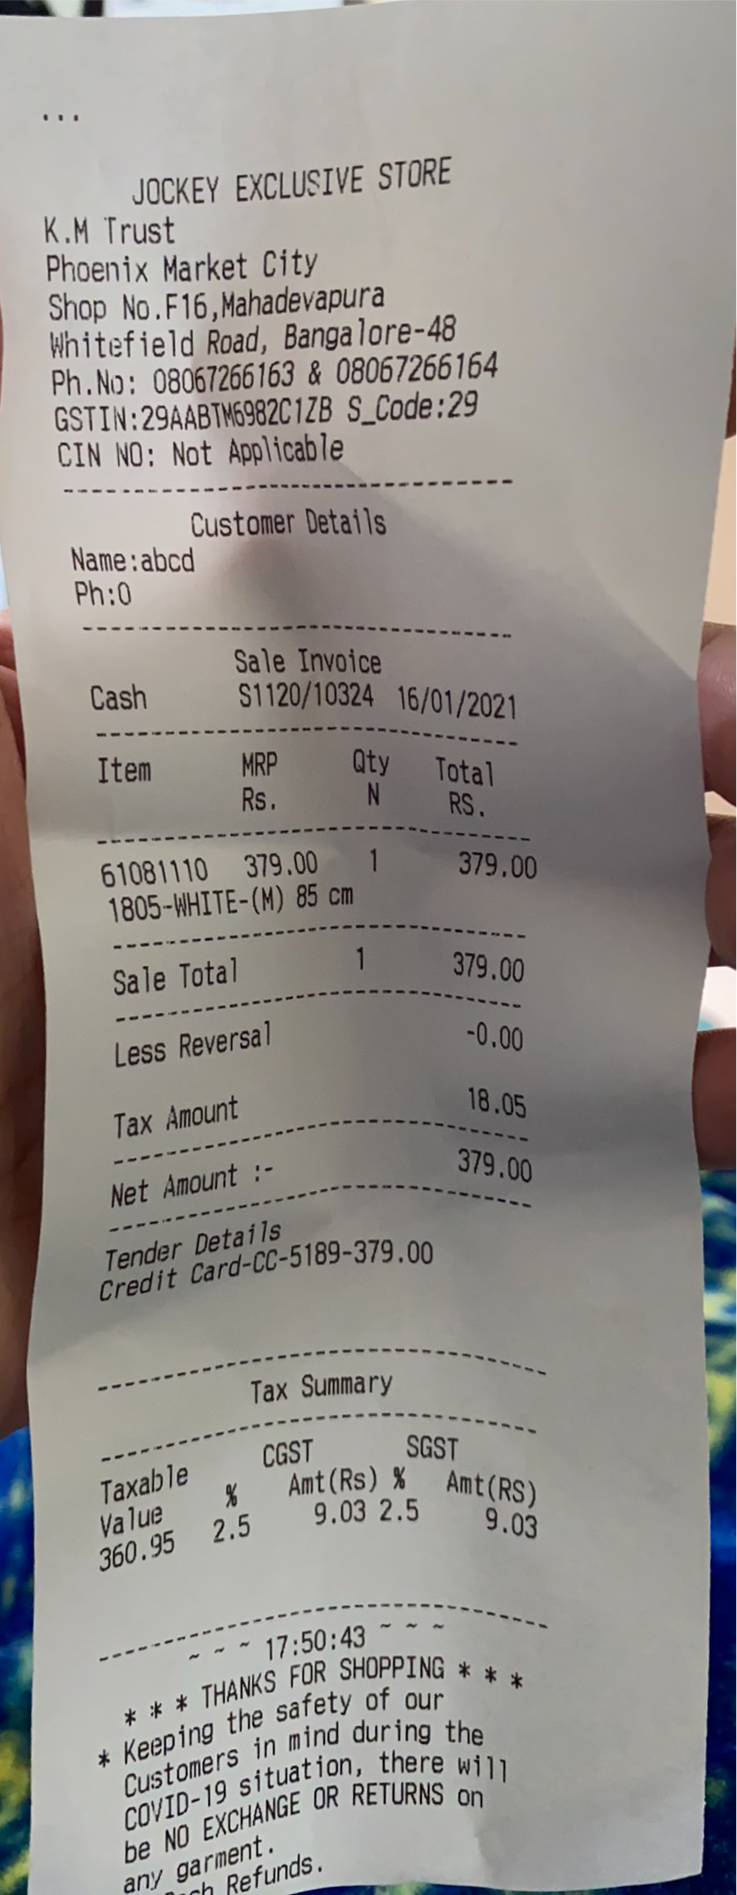 ...
JOCKEY EXCLUSIVE STORE
K.M Trust
Phoenix Market City
Shop No.F16,Mahadevapura
Whitefield Road, Bangalore-48
Ph.No: 08067266163 & 08067266164
GSTIN:29AABTM6982C1ZB S_Code:29
CIN NO: Not Applicable
--------------------------------
Customer Details
Name:abcd
Ph:0
--------------------------------
Sale Invoice
Cash S1120/10324 16/01/2021
--------------------------------
Item MRP Qty Total
Rs. N RS.
--------------------------------
61081110 379.00 1 379.00
1805-WHITE-(M) 85 cm
--------------------------------
Sale Total 1 379.00
--------------------------------
Less Reversal -0.00
Tax Amount 18.05
--------------------------------
Net Amount :- 379.00
--------------------------------
Tender Details
Credit Card-CC-5189-379.00
--------------------------------
Tax Summary
--------------------------------
CGST SGST
Taxable % Amt(Rs) % Amt(RS)
Value
360.95 2.5 9.03 2.5 9.03
--------------------------------
~ ~ ~ 17:50:43 ~ ~ ~
* * * THANKS FOR SHOPPING * * *
* Keeping the safety of our
Customers in mind during the
COVID-19 situation, there will
be NO EXCHANGE OR RETURNS on
any garment.
Refunds.